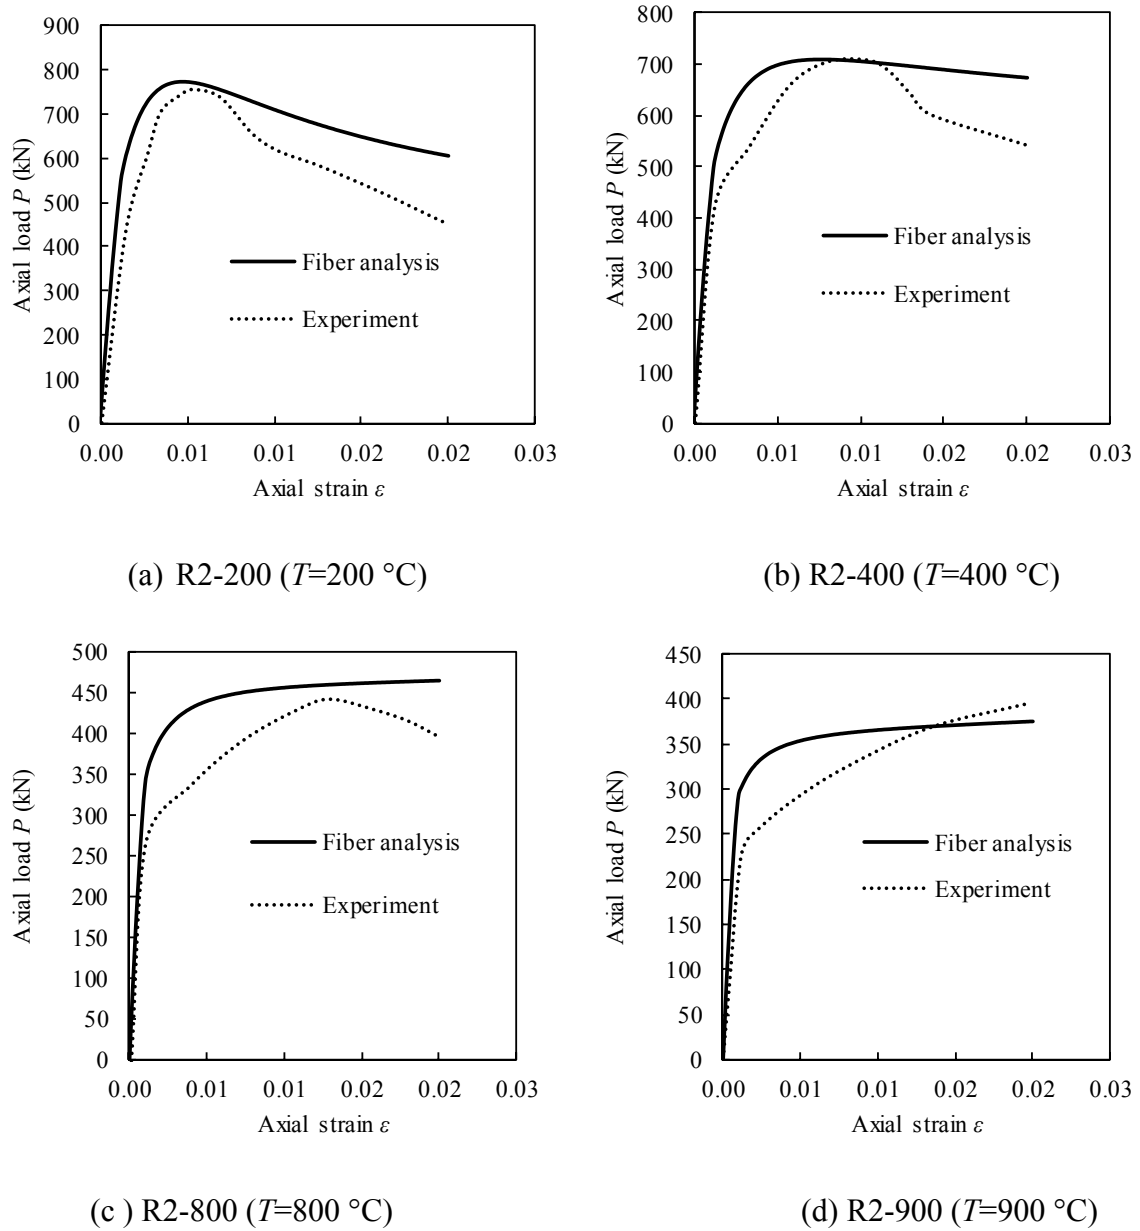 900
800
700
600
500
400
300
200
100
0
Axial load P (kN)
Fiber analysis
Experiment
0.00 0.01 0.01 0.02 0.02 0.03
Axial strain ε
(a) R2-200 (T=200 °C)
800
700
600
500
400
300
200
100
0
Axial load P (kN)
Fiber analysis
Experiment
0.00 0.01 0.01 0.02 0.02 0.03
Axial strain ε
(b) R2-400 (T=400 °C)
500
450
400
350
300
250
200
150
100
50
0
Axial load P (kN)
Fiber analysis
Experiment
0.00 0.01 0.01 0.02 0.02 0.03
Axial strain ε
(c ) R2-800 (T=800 °C)
450
400
350
300
250
200
150
100
50
0
Axial load P (kN)
Fiber analysis
Experiment
0.00 0.01 0.01 0.02 0.02 0.03
Axial strain ε
(d) R2-900 (T=900 °C)